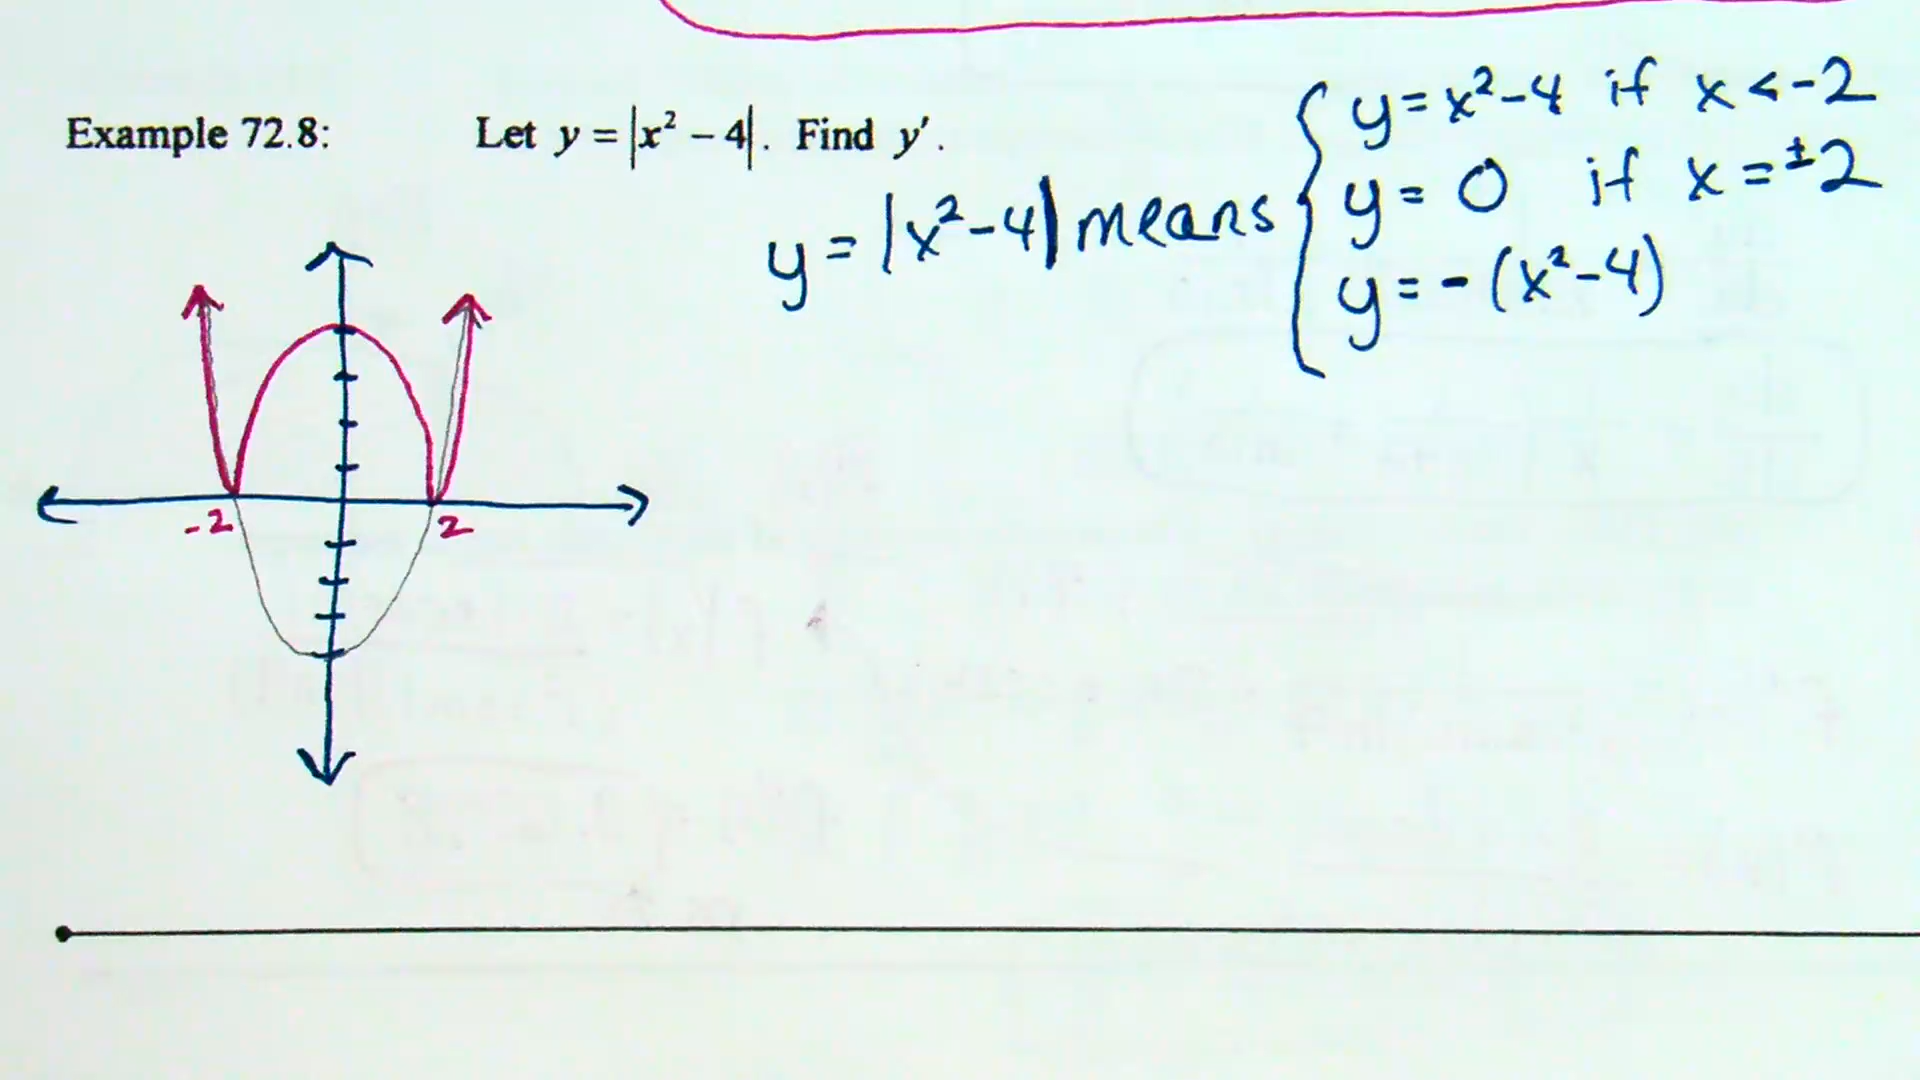 Example 72.8: Let y = |x² − 4|. Find y′.
y = |x²-4| means
y = x²-4 if x < -2
y = 0 if x = ±2
y = - (x²-4)
-2 2